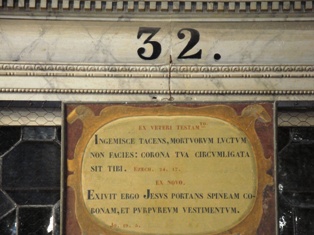 32.
EX VETERI TESTAM.TO
INGEMISCE TACENS, MORTVORVM LVCTVM
NON FACIES: CORONA TVA CIRCVMLIGATA
SIT TIBI.
EX NOVO.
EXIVIT ERGO JESVS PORTANS SPINEAM CO-
RONAM, ET PVRPVREVM VESTIMENTVM.